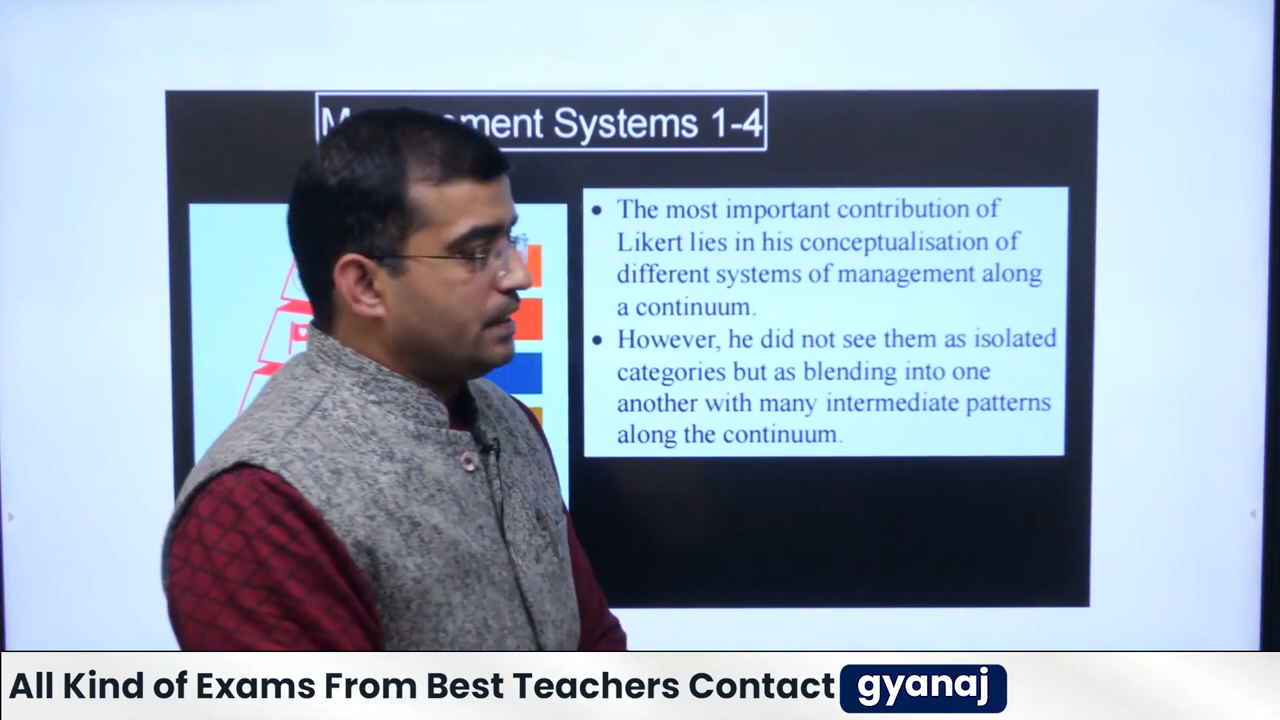 ment Systems 1-4
• The most important contribution of
Likert lies in his conceptualisation of
different systems of management along
a continuum.
• However, he did not see them as isolated
categories but as blending into one
another with many intermediate patterns
along the continuum.
All Kind of Exams From Best Teachers Contact gyanaj